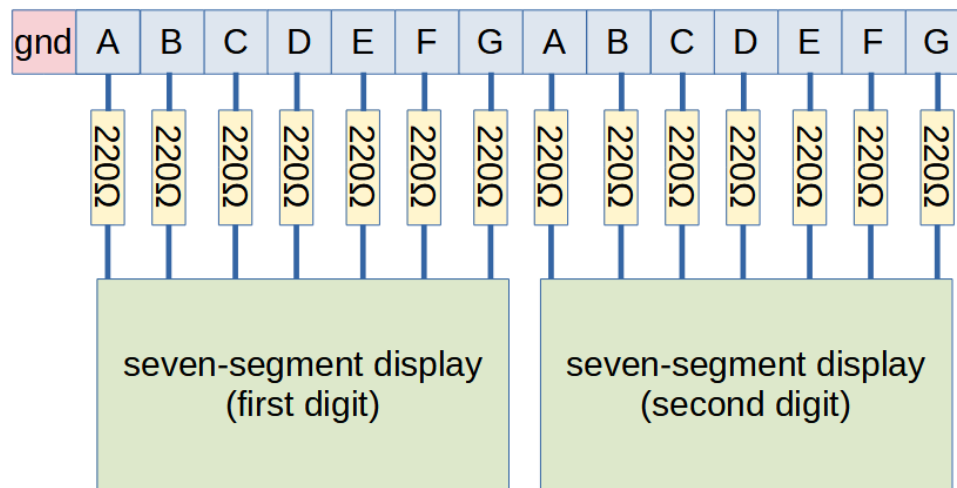 gnd A B C D E F G A B C D E F G
220Ω 220Ω 220Ω 220Ω 220Ω 220Ω 220Ω 220Ω 220Ω 220Ω 220Ω 220Ω 220Ω 220Ω
seven-segment display
(first digit)
seven-segment display
(second digit)